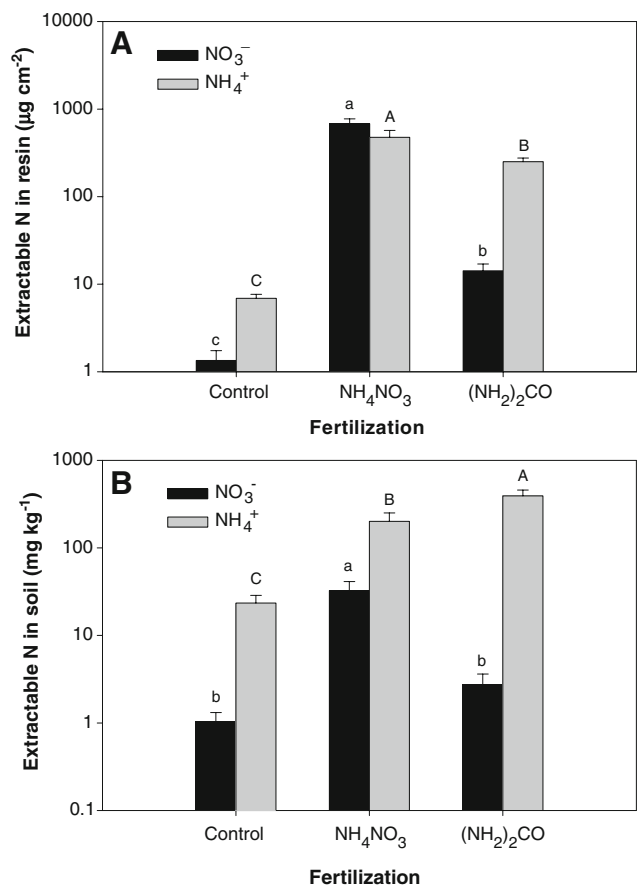 A
NO₃⁻
NH₄⁺
Extractable N in resin (µg cm⁻²)
10000
1000
100
10
1
c
C
a
A
b
B
Control
NH₄NO₃
(NH₂)₂CO
Fertilization
B
NO₃⁻
NH₄⁺
Extractable N in soil (mg kg⁻¹)
1000
100
10
1
0.1
b
C
a
B
b
A
Control
NH₄NO₃
(NH₂)₂CO
Fertilization